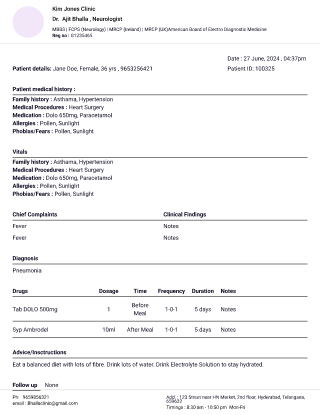 Kim Jones Clinic
Dr. Ajit Bhalla , Neurologist
MBBS | FCPS (Neurology) | MRCP (Ireland) | MRCP (UK)American Board of Electro Diagnostic Medicine
Reg no : G1235465
Date : 27 June, 2024 , 04:37pm
Patient details: Jane Doe, Female, 36 yrs , 9653256421 Patient ID: 100325
Patient medical history :
Family history : Asthama, Hypertension
Medical Procedures : Heart Surgery
Medication : Dolo 650mg, Paracetamol
Allergies : Pollen, Sunlight
Phobias/Fears : Pollen, Sunlight
Vitals
Family history : Asthama, Hypertension
Medical Procedures : Heart Surgery
Medication : Dolo 650mg, Paracetamol
Allergies : Pollen, Sunlight
Phobias/Fears : Pollen, Sunlight
Chief Complaints Clinical Findings
Fever Notes
Fever Notes
Diagnosis
Pneumonia
Drugs Dosage Time Frequency Duration Notes
Tab DOLO 500mg 1 Before Meal 1-0-1 5 days Notes
Syp Ambrodel 10ml After Meal 1-0-1 5 days Notes
Advice/Insctructions
Eat a balanced diet with lots of fibre. Drink lots of water. Drink Electrolyte Solution to stay hydrated.
Follow up None
Ph: 9659856321
email : Bhallaclinic@gmail.com
Add. : 123 Street near HN Market, 2nd floor, Hyderabad, Telangana,
Timings : 8:30 am - 10:50 pm Mon-Fri